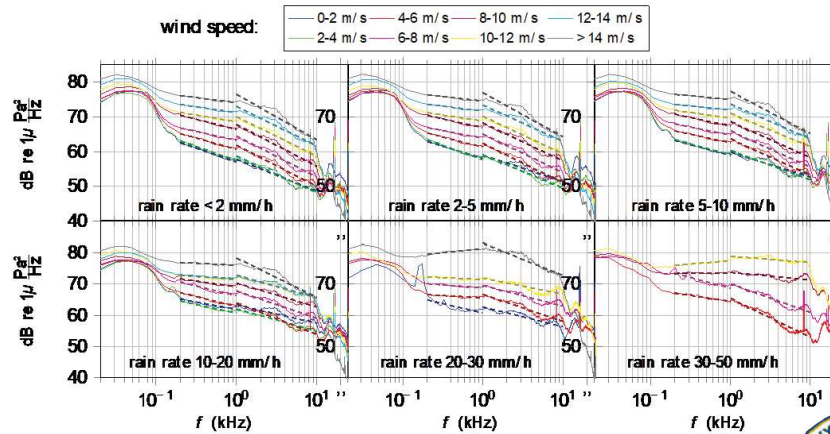 wind speed:
0-2 m/s 4-6 m/s 8-10 m/s 12-14 m/s
2-4 m/s 6-8 m/s 10-12 m/s >14 m/s
80
70
60
50
40
dB re 1μ Pa²/Hz
70
50
70
50
rain rate <2 mm/h
rain rate 2-5 mm/h
rain rate 5-10 mm/h
80
70
60
50
40
dB re 1μ Pa²/Hz
,,
70
50
,,
70
50
rain rate 10-20 mm/h
rain rate 20-30 mm/h
rain rate 30-50 mm/h
10⁻¹ 10⁰ 10¹ ,, 10⁻¹ 10⁰ 10¹ ,, 10⁻¹ 10⁰ 10¹
f (kHz) f (kHz) f (kHz)